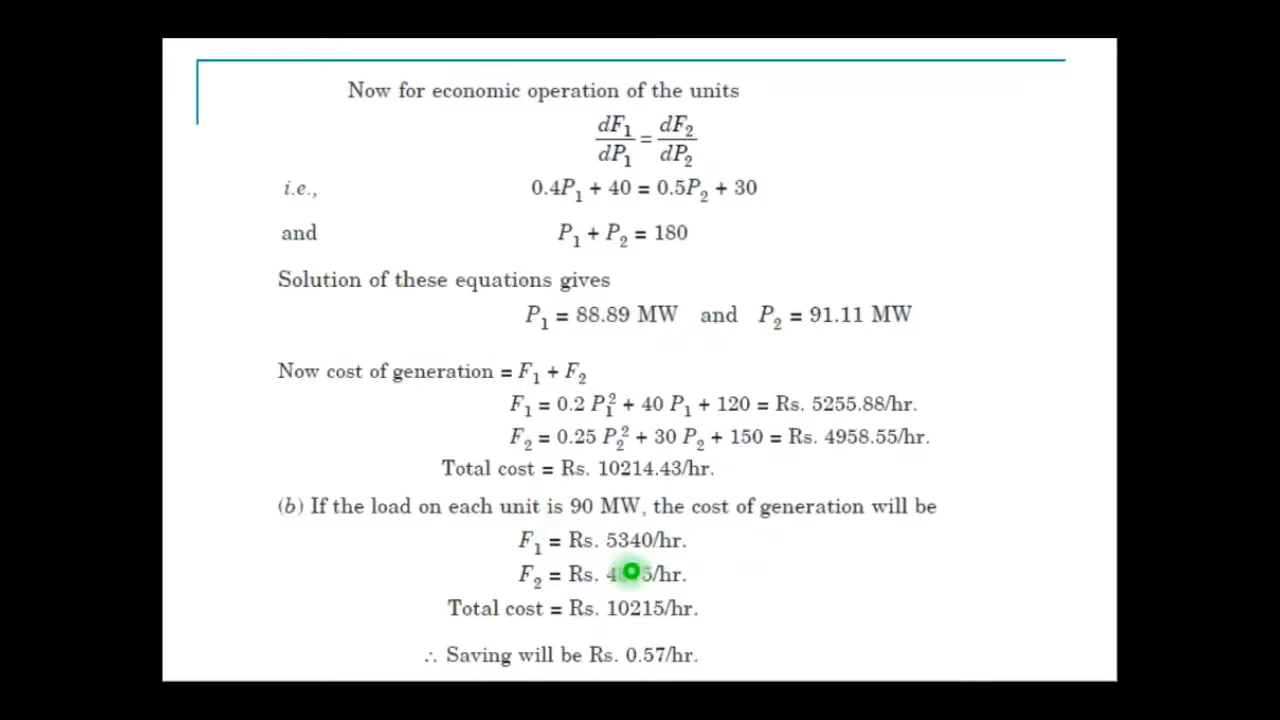 Now for economic operation of the units
dF₁/dP₁ = dF₂/dP₂
i.e., 0.4P₁ + 40 = 0.5P₂ + 30
and P₁ + P₂ = 180
Solution of these equations gives
P₁ = 88.89 MW and P₂ = 91.11 MW
Now cost of generation = F₁ + F₂
F₁ = 0.2 P₁² + 40 P₁ + 120 = Rs. 5255.88/hr.
F₂ = 0.25 P₂² + 30 P₂ + 150 = Rs. 4958.55/hr.
Total cost = Rs. 10214.43/hr.
(b) If the load on each unit is 90 MW, the cost of generation will be
F₁ = Rs. 5340/hr.
F₂ = Rs. /hr.
Total cost = Rs. 10215/hr.
∴ Saving will be Rs. 0.57/hr.